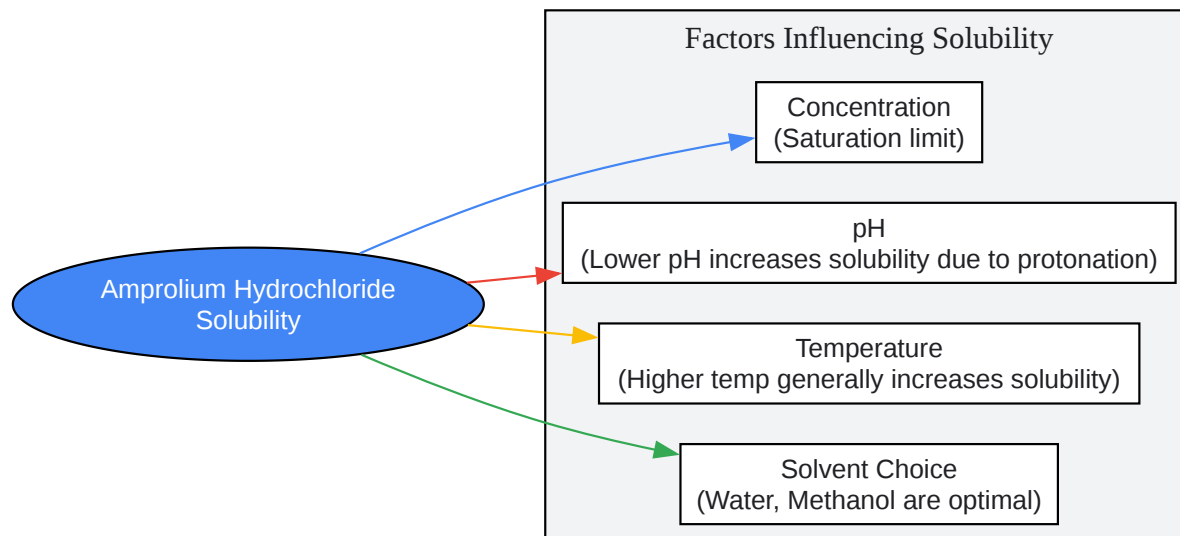 Factors Influencing Solubility
Concentration
(Saturation limit)
pH
(Lower pH increases solubility due to protonation)
Amprolium Hydrochloride
Solubility
Temperature
(Higher temp generally increases solubility)
Solvent Choice
(Water, Methanol are optimal)